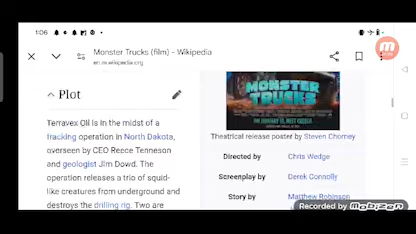 1:06
Monster Trucks (film) - Wikipedia
en.m.wikipedia.org
Plot
Terravex Oil is in the midst of a
fracking operation in North Dakota,
overseen by CEO Reece Tenneson
and geologist Jim Dowd. The
operation releases a trio of squid-
like creatures from underground and
destroys the drilling rig. Two are
MONSTER
TRUCKS
Theatrical release poster by Steven Chorney
Directed by Chris Wedge
Screenplay by Derek Connolly
Story by Matthew Robinson
Recorded by Mobizen